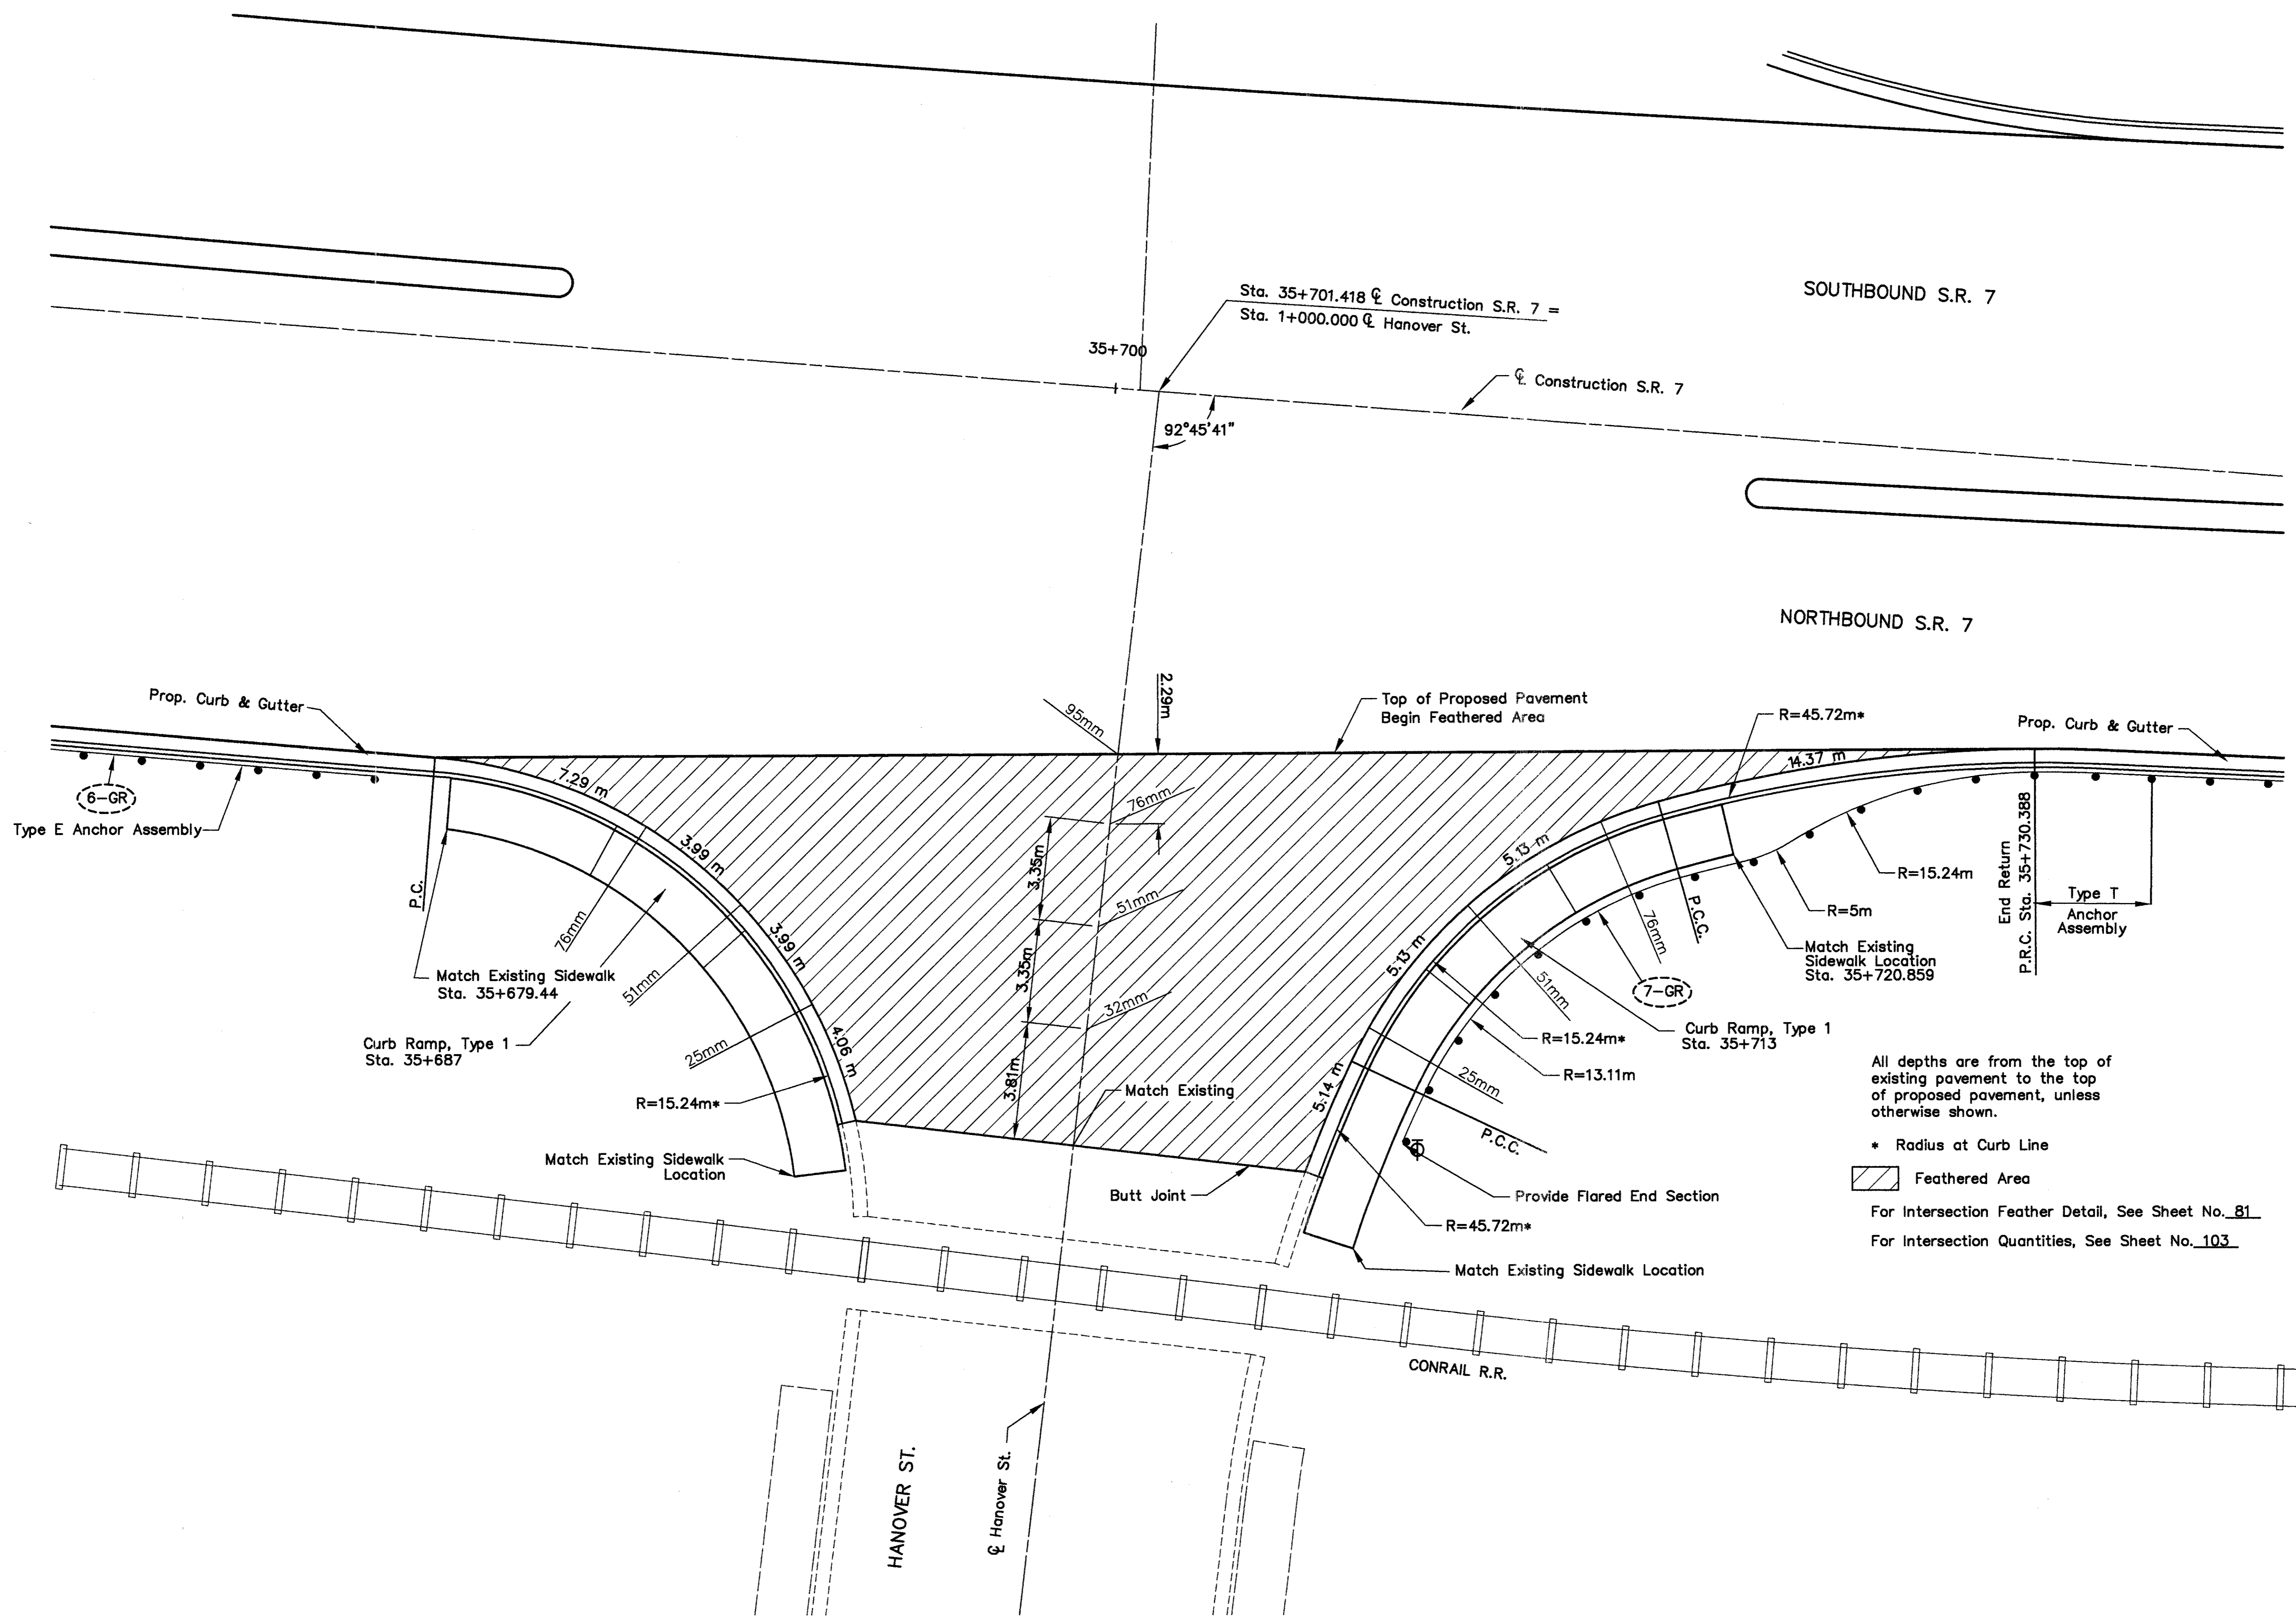 Sta. 35+701.418 ℄ Construction S.R. 7 =
Sta. 1+000.000 ℄ Hanover St.
SOUTHBOUND S.R. 7
35+700
℄ Construction S.R. 7
92°45'41"
NORTHBOUND S.R. 7
Prop. Curb & Gutter
95mm
2.29m
Top of Proposed Pavement
Begin Feathered Area
R=45.72m*
Prop. Curb & Gutter
6-GR
Type E Anchor Assembly
7.29 m
3.99 m
3.99 m
4.06 m
76mm
3.35m
51mm
3.35m
32mm
3.81m
14.37 m
5.13 m
5.13 m
5.14 m
P.C.
76mm
51mm
25mm
Match Existing Sidewalk
Sta. 35+679.44
Curb Ramp, Type 1
Sta. 35+687
R=15.24m*
Match Existing Sidewalk
Location
Match Existing
Butt Joint
76mm
P.C.C.
51mm
25mm
P.C.C.
7-GR
R=15.24m
R=5m
End Return
P.R.C. Sta. 35+730.388
Type T
Anchor
Assembly
Match Existing
Sidewalk Location
Sta. 35+720.859
Curb Ramp, Type 1
Sta. 35+713
R=15.24m*
R=13.11m
Provide Flared End Section
R=45.72m*
Match Existing Sidewalk Location
All depths are from the top of
existing pavement to the top
of proposed pavement, unless
otherwise shown.
* Radius at Curb Line
Feathered Area
For Intersection Feather Detail, See Sheet No. 81
For Intersection Quantities, See Sheet No. 103
CONRAIL R.R.
HANOVER ST.
℄ Hanover St.